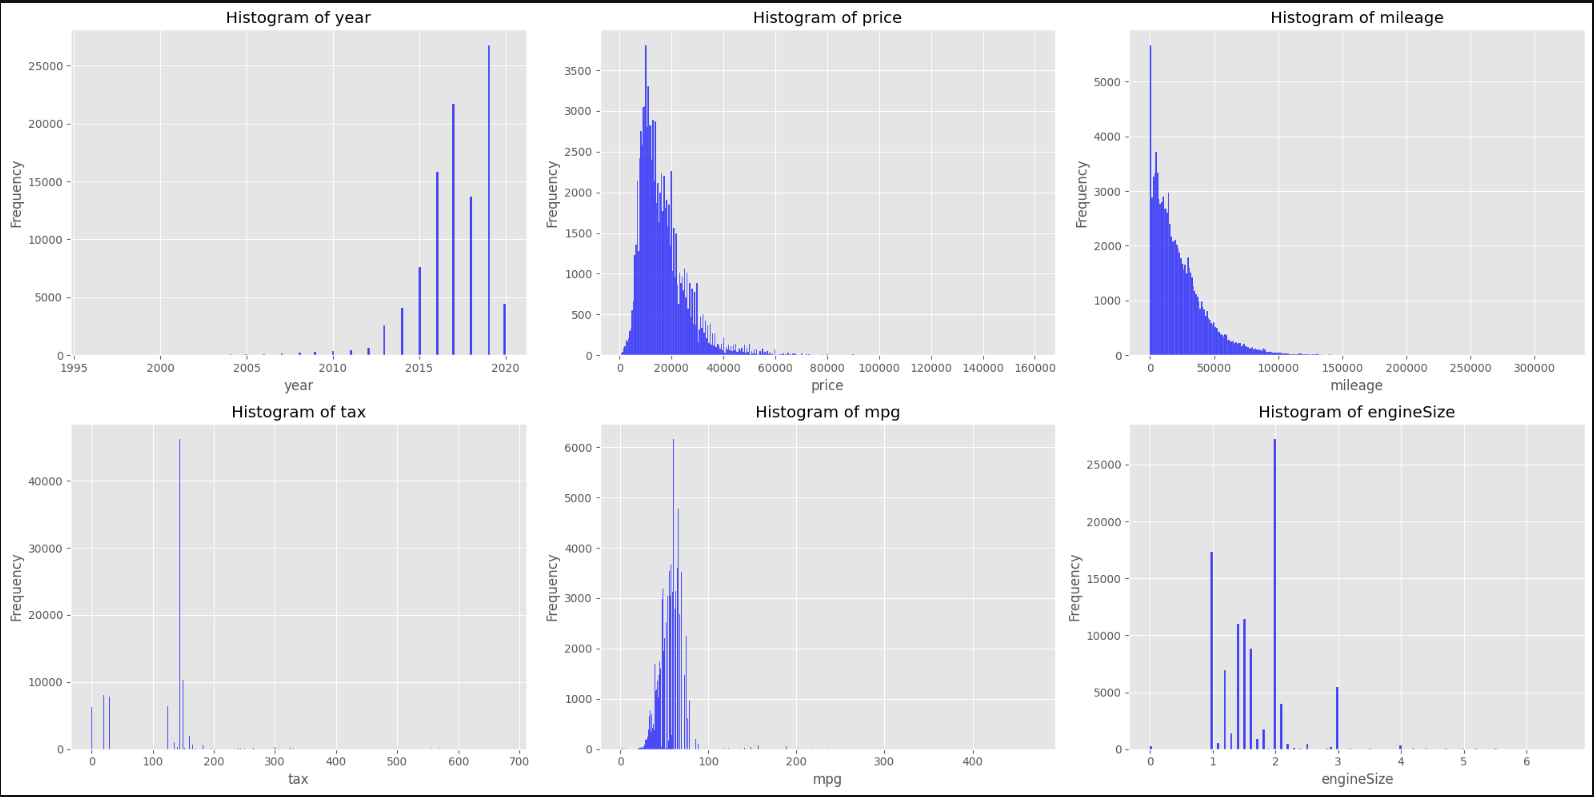 Histogram of year
Frequency
25000
20000
15000
10000
5000
0
1995 2000 2005 2010 2015 2020
year
Histogram of price
Frequency
3500
3000
2500
2000
1500
1000
500
0
0 20000 40000 60000 80000 100000 120000 140000 160000
price
Histogram of mileage
Frequency
5000
4000
3000
2000
1000
0
0 50000 100000 150000 200000 250000 300000
mileage
Histogram of tax
Frequency
40000
30000
20000
10000
0
0 100 200 300 400 500 600 700
tax
Histogram of mpg
Frequency
6000
5000
4000
3000
2000
1000
0
0 100 200 300 400
mpg
Histogram of engineSize
Frequency
25000
20000
15000
10000
5000
0
0 1 2 3 4 5 6
engineSize